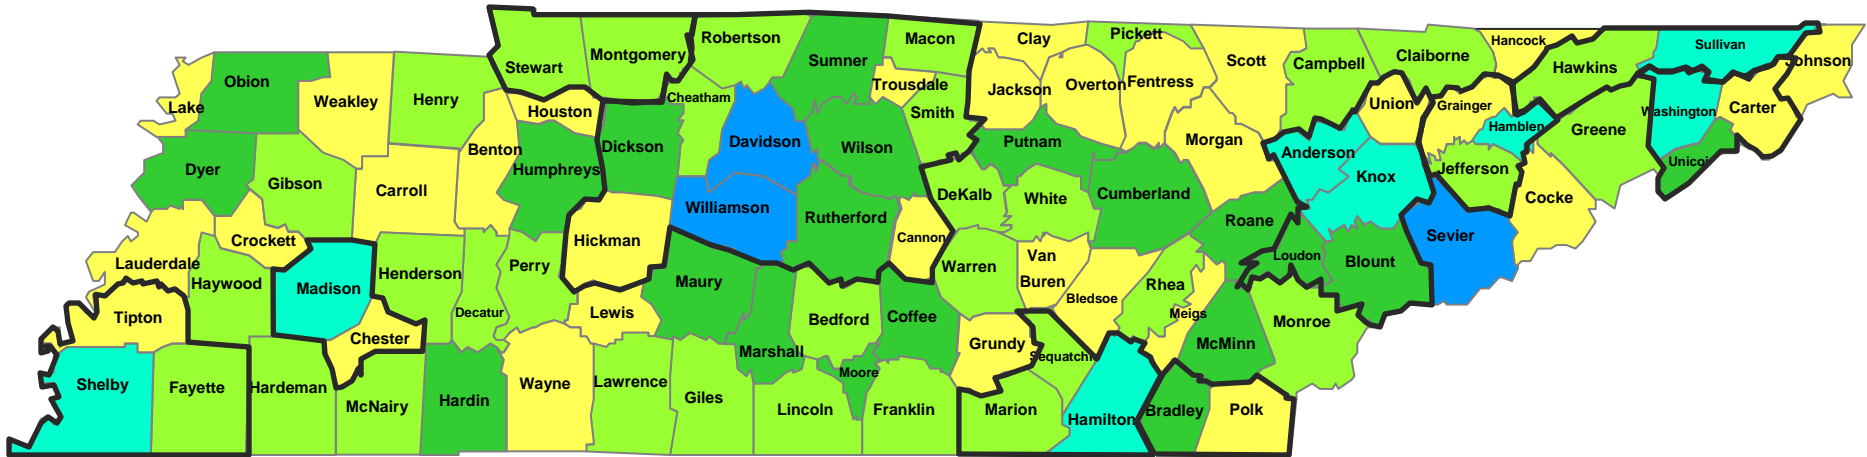 Stewart
Montgomery
Robertson
Sumner
Macon
Clay
Pickett
Scott
Campbell
Claiborne
Hancock
Hawkins
Sullivan
Johnson
Lake
Obion
Weakley
Henry
Houston
Cheatham
Trousdale
Smith
Jackson
Overton
Fentress
Morgan
Union
Grainger
Hamblen
Greene
Washington
Carter
Unicoi
Dyer
Gibson
Carroll
Benton
Humphreys
Dickson
Davidson
Wilson
Putnam
Cumberland
Anderson
Knox
Jefferson
Cocke
Crockett
Lauderdale
Haywood
Madison
Henderson
Decatur
Perry
Hickman
Williamson
Rutherford
Cannon
DeKalb
White
Roane
Loudon
Blount
Sevier
Tipton
Chester
Lewis
Maury
Bedford
Coffee
Warren
Van
Buren
Bledsoe
Rhea
Meigs
McMinn
Monroe
Shelby
Fayette
Hardeman
McNairy
Hardin
Wayne
Lawrence
Giles
Marshall
Moore
Lincoln
Franklin
Grundy
Sequatchi
Marion
Hamilton
Bradley
Polk